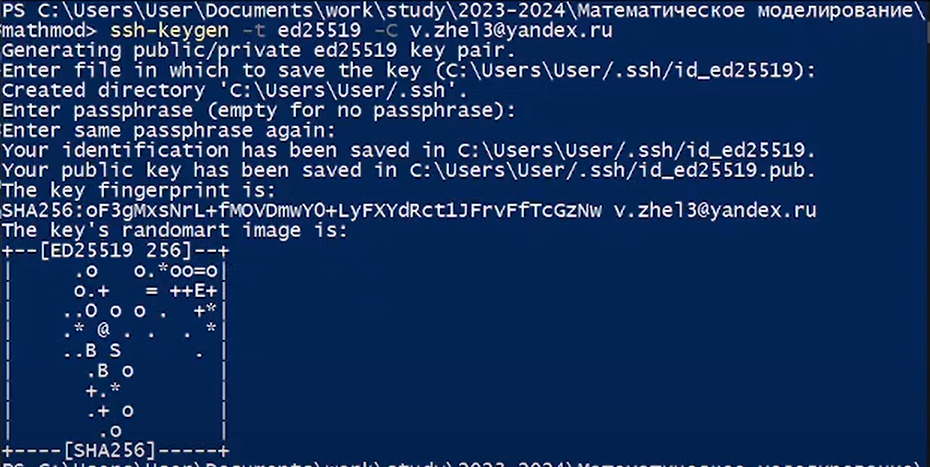 PS C:\Users\User\Documents\work\study\2023-2024\Математическое моделирование\
mathmod> ssh-keygen -t ed25519 -C v.zhel3@yandex.ru
Generating public/private ed25519 key pair.
Enter file in which to save the key (C:\Users\User/.ssh/id_ed25519):
Created directory 'C:\Users\User/.ssh'.
Enter passphrase (empty for no passphrase):
Enter same passphrase again:
Your identification has been saved in C:\Users\User/.ssh/id_ed25519.
Your public key has been saved in C:\Users\User/.ssh/id_ed25519.pub.
The key fingerprint is:
SHA256:oF3gMxsNrL+fMOVDmwYO+LyFXYdRct1JFrvFfTcGzNw v.zhel3@yandex.ru
The key's randomart image is:
+--[ED25519 256]--+
|      .o   o.*oo=o|
|      o.+   = ++E+|
|     ..O o o .  +*|
|     .* @ . .  . *|
|     ..B S      . |
|       .B o       |
|       +.*        |
|       .+ o       |
|        .o        |
+----[SHA256]-----+
PS C:\Users\User\Documents\work\study\2023-2024\Математическое моделирование\